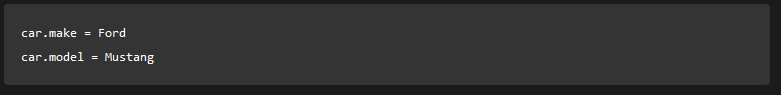 car.make = Ford
car.model = Mustang